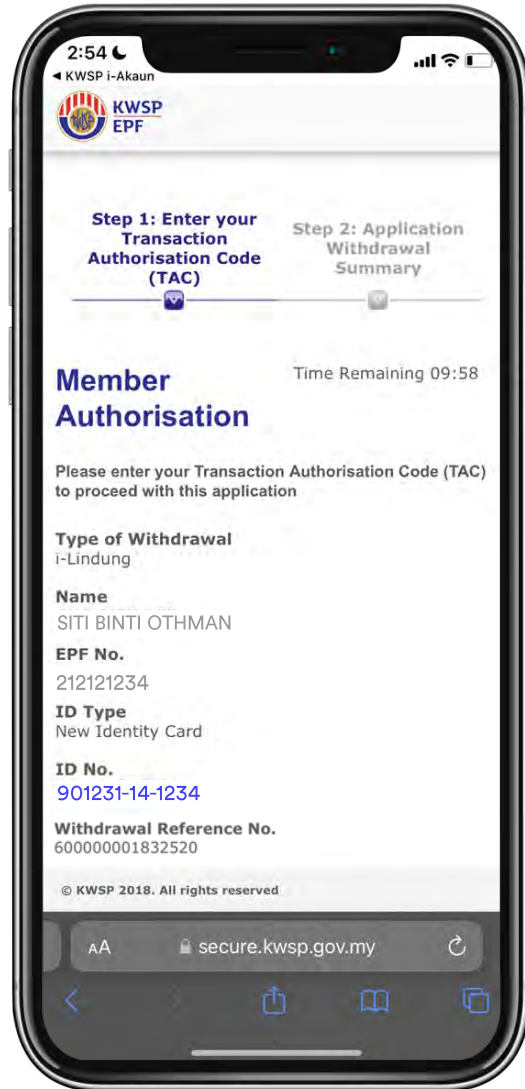 2:54
◄ KWSP i-Akaun
KWSP
EPF
Step 1: Enter your
Transaction
Authorisation Code
(TAC)
Step 2: Application
Withdrawal
Summary
Member
Authorisation
Time Remaining 09:58
Please enter your Transaction Authorisation Code (TAC)
to proceed with this application
Type of Withdrawal
i-Lindung
Name
SITI BINTI OTHMAN
EPF No.
212121234
ID Type
New Identity Card
ID No.
901231-14-1234
Withdrawal Reference No.
600000001832520
© KWSP 2018. All rights reserved
AA
secure.kwsp.gov.my